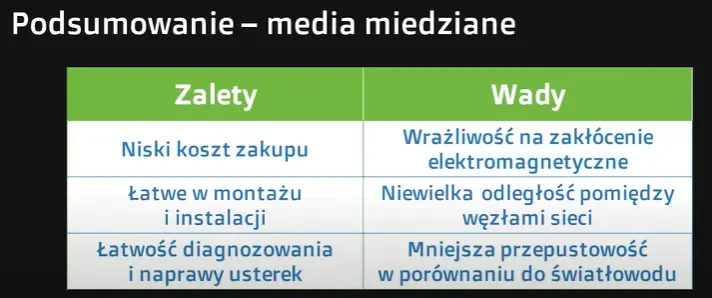 Podsumowanie – media miedziane
Zalety
Wady
Niski koszt zakupu
Wrażliwość na zakłócenie
elektromagnetyczne
Łatwe w montażu
i instalacji
Niewielka odległość pomiędzy
węzłami sieci
Łatwość diagnozowania
i naprawy usterek
Mniejsza przepustowość
w porównaniu do światłowodu